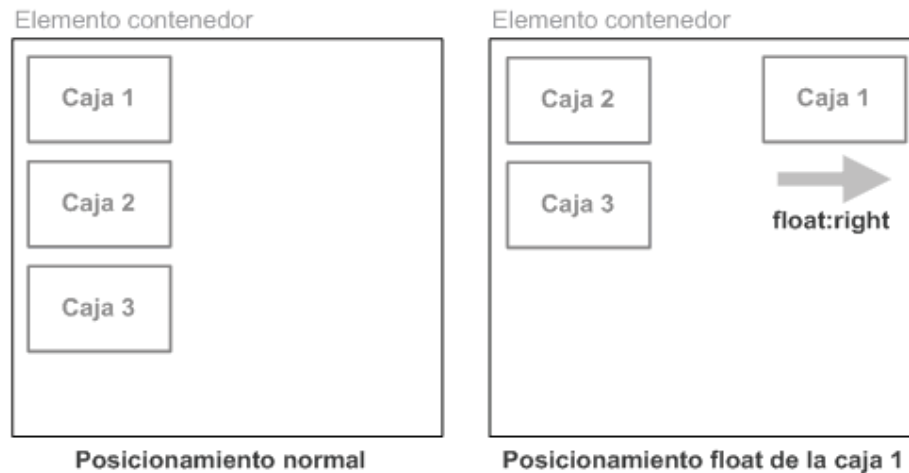 Elemento contenedor
Caja 1
Caja 2
Caja 3
Posicionamiento normal
Elemento contenedor
Caja 2
Caja 1
Caja 3
float:right
Posicionamiento float de la caja 1